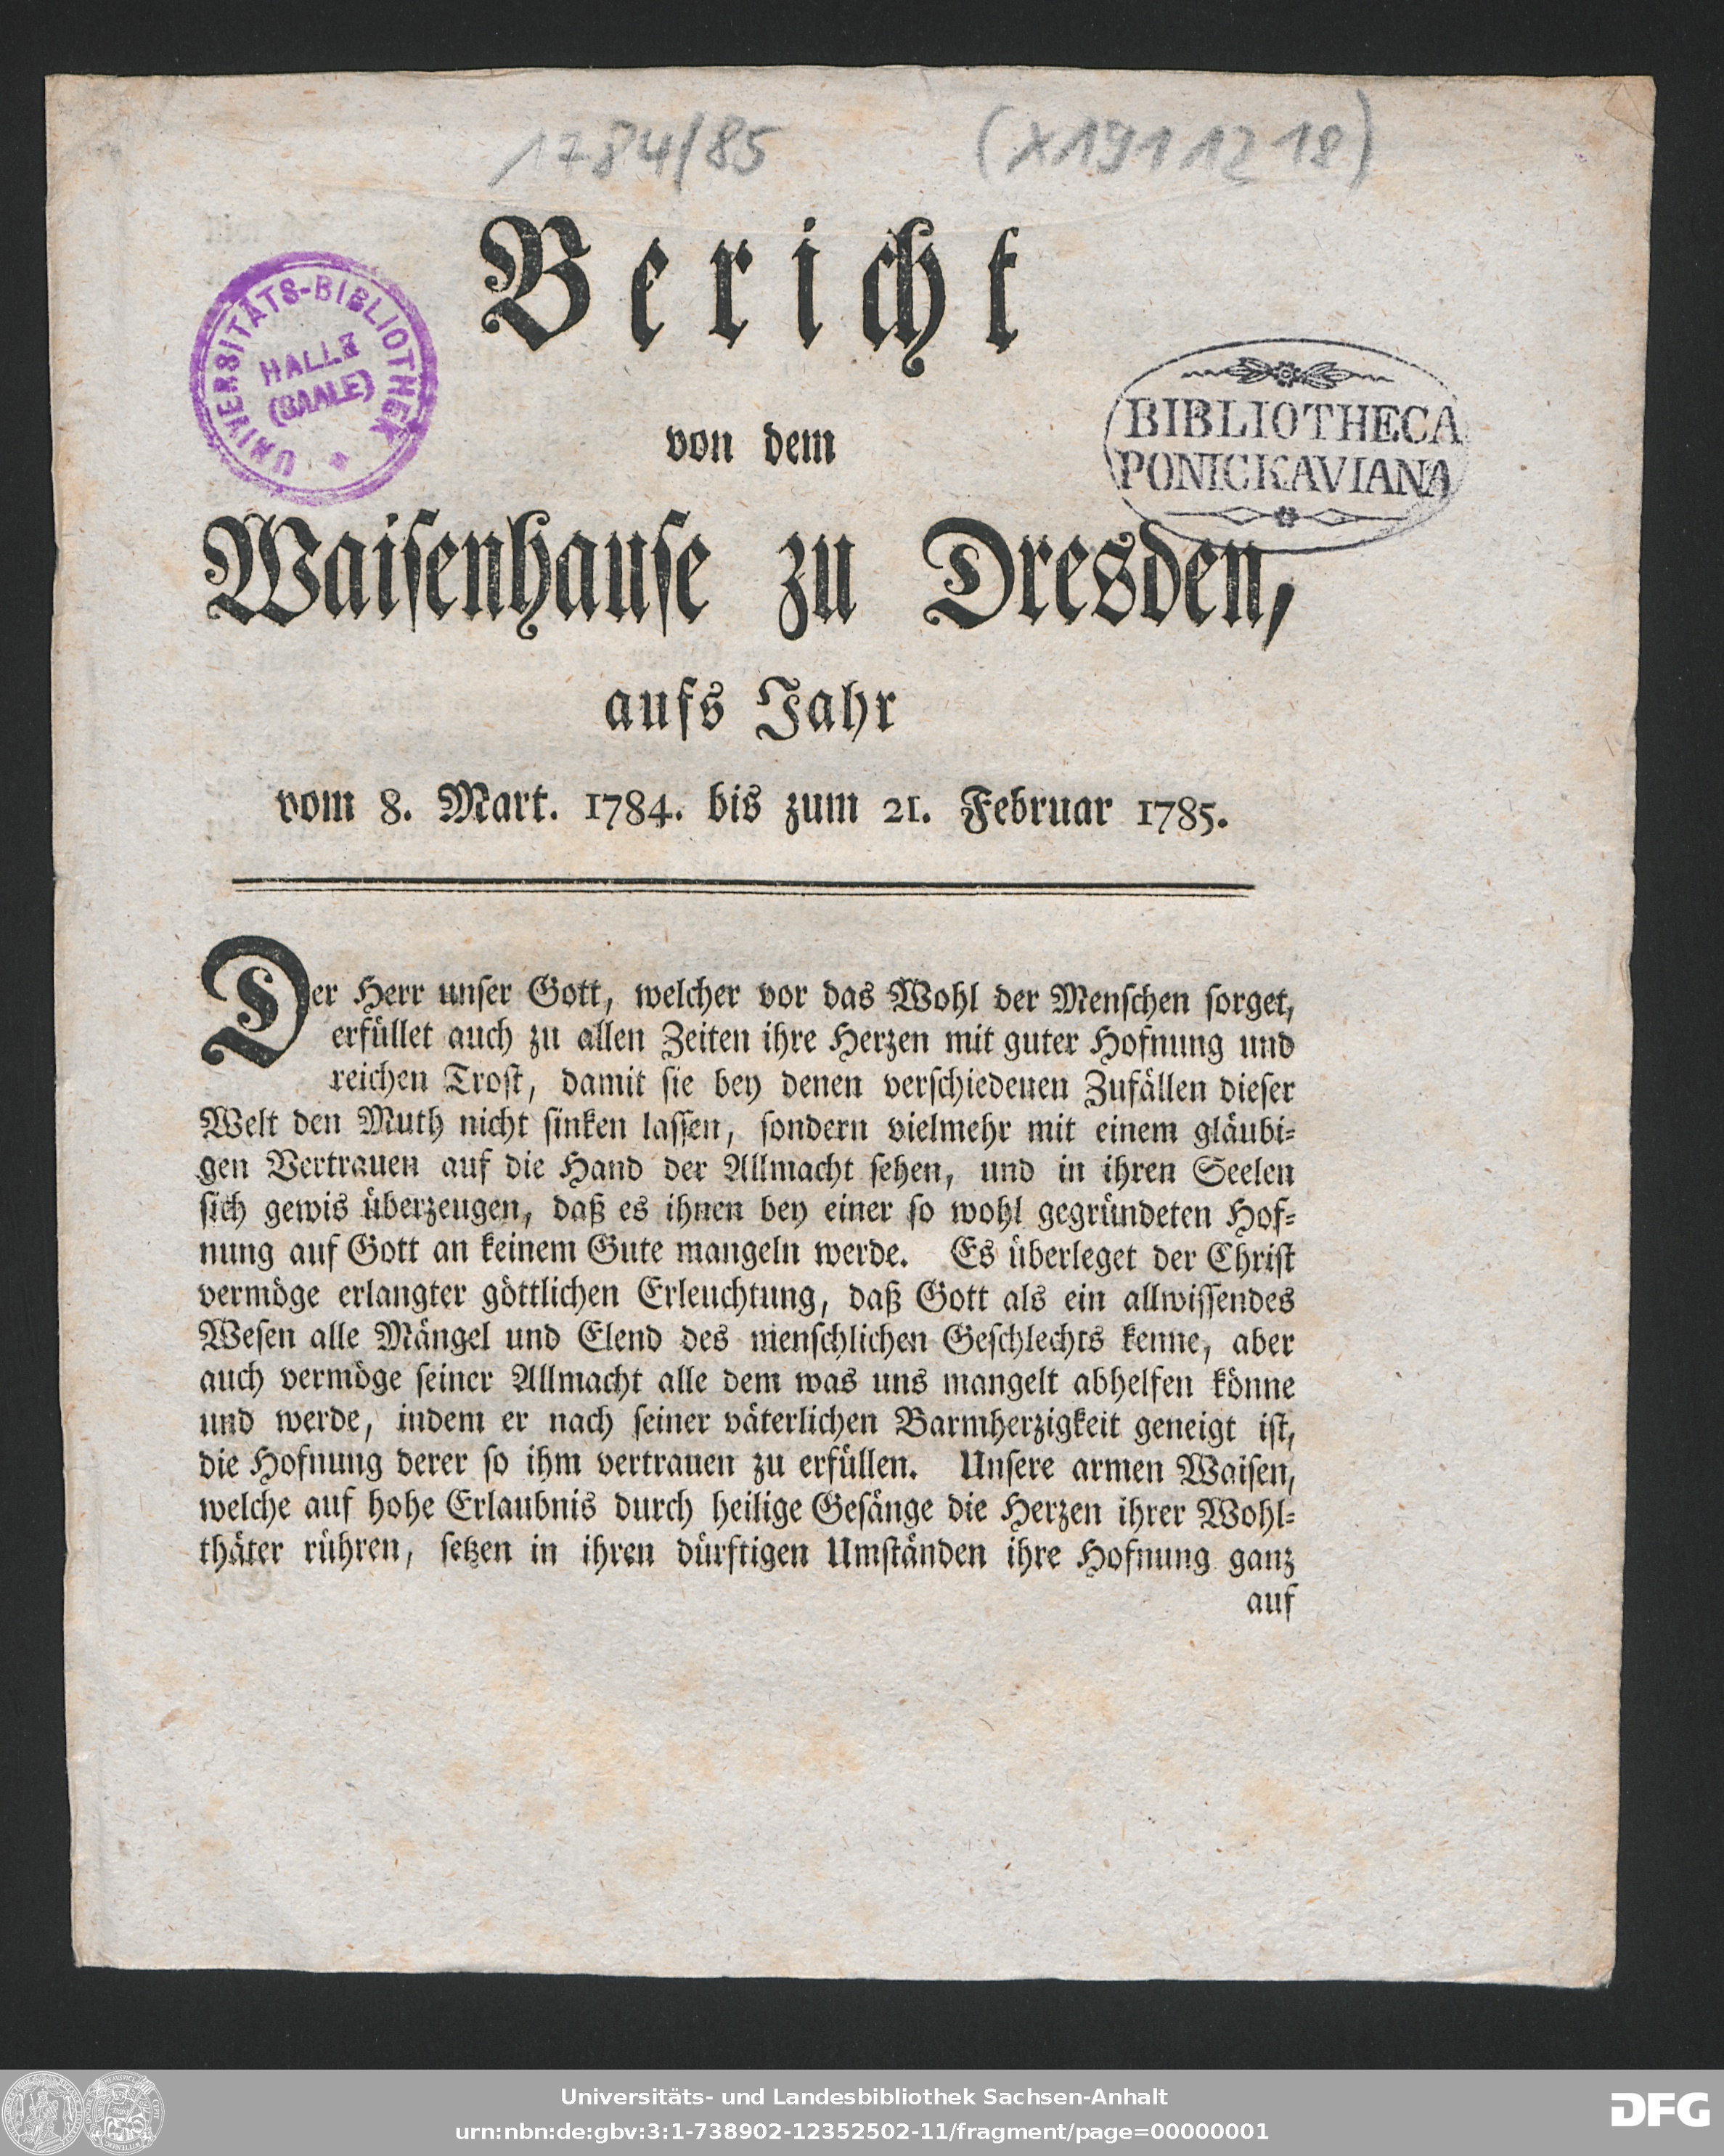 1784/85 (X1911218)
Bericht
UNIVERSITÄTS-BIBLIOTHEK
HALLE
(SAALE)
von dem
BIBLIOTHECA
PONICKAVIANA
Waisenhause zu Dresden,
aufs Jahr
vom 8. Mart. 1784. bis zum 21. Februar 1785.
Der Herr unser Gott, welcher vor das Wohl der Menschen sorget,
erfüllet auch zu allen Zeiten ihre Herzen mit guter Hofnung und
reichen Trost, damit sie bey denen verschiedenen Zufällen dieser
Welt den Muth nicht sinken lassen, sondern vielmehr mit einem gläubi-
gen Vertrauen auf die Hand der Allmacht sehen, und in ihren Seelen
sich gewis überzeugen, daß es ihnen bey einer so wohl gegründeten Hof-
nung auf Gott an keinem Gute mangeln werde. Es überleget der Christ
vermöge erlangter göttlichen Erleuchtung, daß Gott als ein allwissendes
Wesen alle Mängel und Elend des menschlichen Geschlechts kenne, aber
auch vermöge seiner Allmacht alle dem was uns mangelt abhelfen könne
und werde, indem er nach seiner väterlichen Barmherzigkeit geneigt ist,
die Hofnung derer so ihm vertrauen zu erfüllen. Unsere armen Waisen,
welche auf hohe Erlaubnis durch heilige Gesänge die Herzen ihrer Wohl-
thäter rühren, setzen in ihren dürftigen Umständen ihre Hofnung ganz
auf
Universitäts- und Landesbibliothek Sachsen-Anhalt
urn:nbn:de:gbv:3:1-738902-12352502-11/fragment/page=00000001
DFG